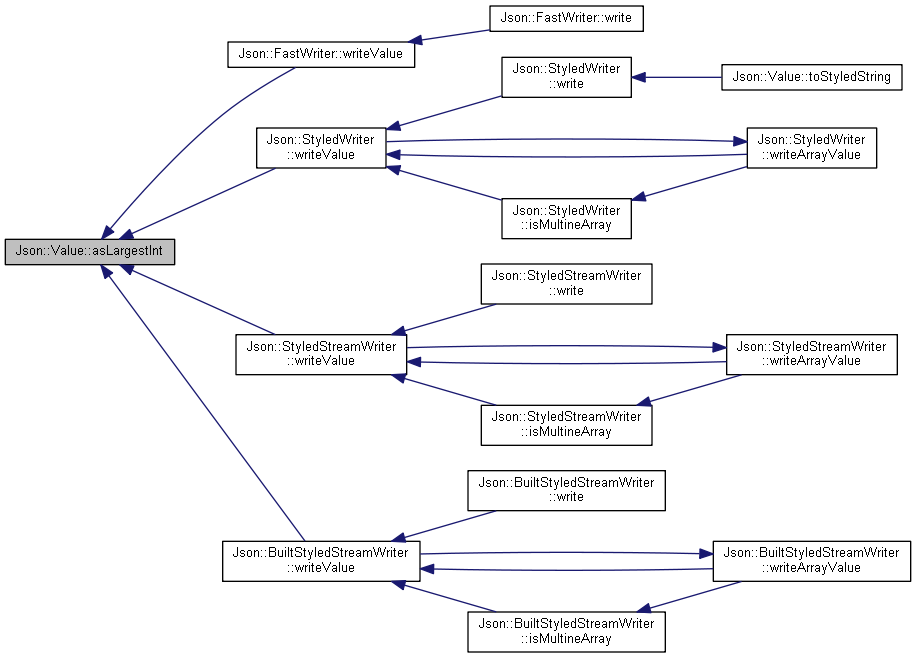 Json::FastWriter::write
Json::FastWriter::writeValue
Json::StyledWriter
::write
Json::Value::toStyledString
Json::StyledWriter
::writeValue
Json::StyledWriter
::writeArrayValue
Json::StyledWriter
::isMultineArray
Json::Value::asLargestInt
Json::StyledStreamWriter
::write
Json::StyledStreamWriter
::writeValue
Json::StyledStreamWriter
::writeArrayValue
Json::StyledStreamWriter
::isMultineArray
Json::BuiltStyledStreamWriter
::write
Json::BuiltStyledStreamWriter
::writeValue
Json::BuiltStyledStreamWriter
::writeArrayValue
Json::BuiltStyledStreamWriter
::isMultineArray